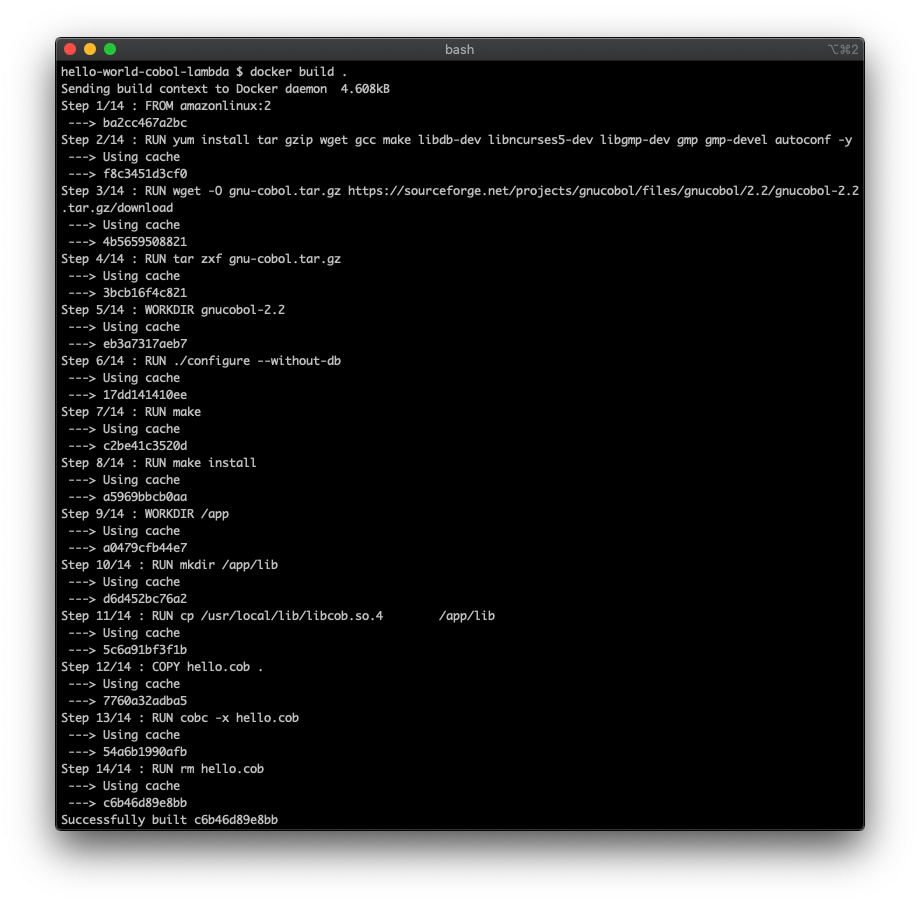 bash
⌥⌘2
hello-world-cobol-lambda $ docker build .
Sending build context to Docker daemon  4.608kB
Step 1/14 : FROM amazonlinux:2
 ---> ba2cc467a2bc
Step 2/14 : RUN yum install tar gzip wget gcc make libdb-dev libncurses5-dev libgmp-dev gmp gmp-devel autoconf -y
 ---> Using cache
 ---> f8c3451d3cf0
Step 3/14 : RUN wget -O gnu-cobol.tar.gz https://sourceforge.net/projects/gnucobol/files/gnucobol/2.2/gnucobol-2.2
.tar.gz/download
 ---> Using cache
 ---> 4b5659508821
Step 4/14 : RUN tar zxf gnu-cobol.tar.gz
 ---> Using cache
 ---> 3bcb16f4c821
Step 5/14 : WORKDIR gnucobol-2.2
 ---> Using cache
 ---> eb3a7317aeb7
Step 6/14 : RUN ./configure --without-db
 ---> Using cache
 ---> 17dd141410ee
Step 7/14 : RUN make
 ---> Using cache
 ---> c2be41c3520d
Step 8/14 : RUN make install
 ---> Using cache
 ---> a5969bbcb0aa
Step 9/14 : WORKDIR /app
 ---> Using cache
 ---> a0479cfb44e7
Step 10/14 : RUN mkdir /app/lib
 ---> Using cache
 ---> d6d452bc76a2
Step 11/14 : RUN cp /usr/local/lib/libcob.so.4        /app/lib
 ---> Using cache
 ---> 5c6a91bf3f1b
Step 12/14 : COPY hello.cob .
 ---> Using cache
 ---> 7760a32adba5
Step 13/14 : RUN cobc -x hello.cob
 ---> Using cache
 ---> 54a6b1990afb
Step 14/14 : RUN rm hello.cob
 ---> Using cache
 ---> c6b46d89e8bb
Successfully built c6b46d89e8bb